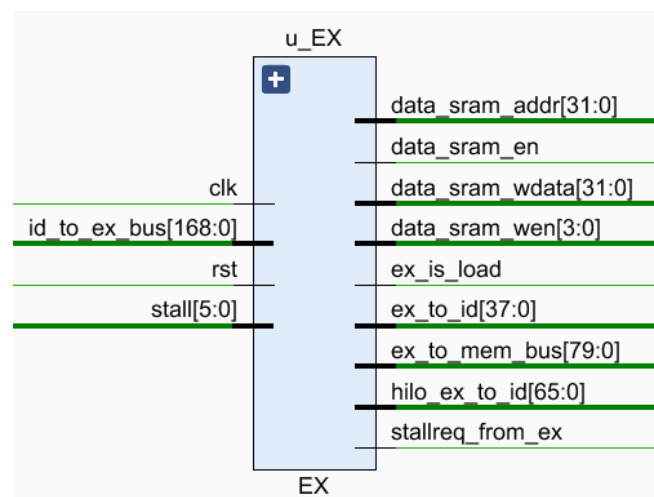 u_EX
data_sram_addr[31:0]
data_sram_en
clk
data_sram_wdata[31:0]
id_to_ex_bus[168:0]
data_sram_wen[3:0]
rst
ex_is_load
stall[5:0]
ex_to_id[37:0]
ex_to_mem_bus[79:0]
hilo_ex_to_id[65:0]
stallreq_from_ex
EX